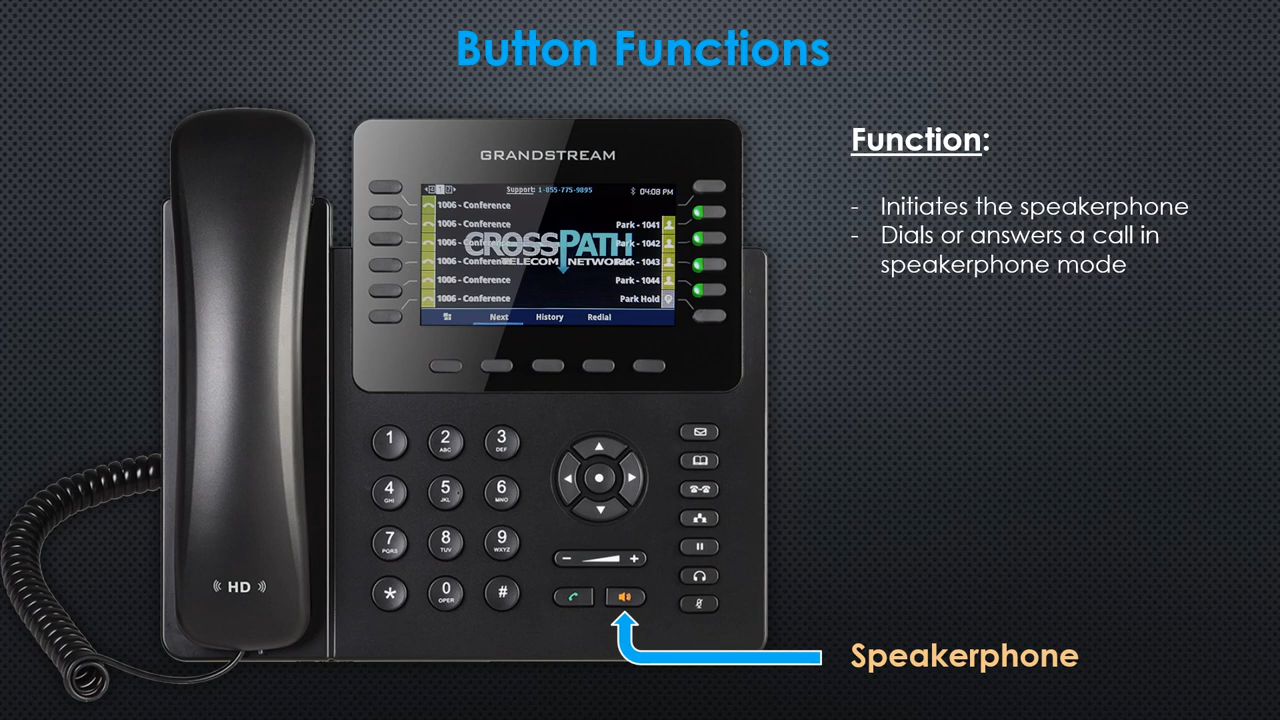 Button Functions
Function:
- Initiates the speakerphone
- Dials or answers a call in
speakerphone mode
GRANDSTREAM
Support: 1-855-775-9895
04:08 PM
1006 - Conference
1006 - Conference
Park - 1041
1006 - Conference
Park - 1042
CROSSPATH
TELECOM NETWORKS
1006 - Conference
Park - 1043
1006 - Conference
Park - 1044
1006 - Conference
Park Hold
Next History Redial
1 2 ABC 3 DEF
4 GHI 5 JKL 6 MNO
7 PQRS 8 TUV 9 WXYZ
* 0 OPER #
- +
HD
Speakerphone